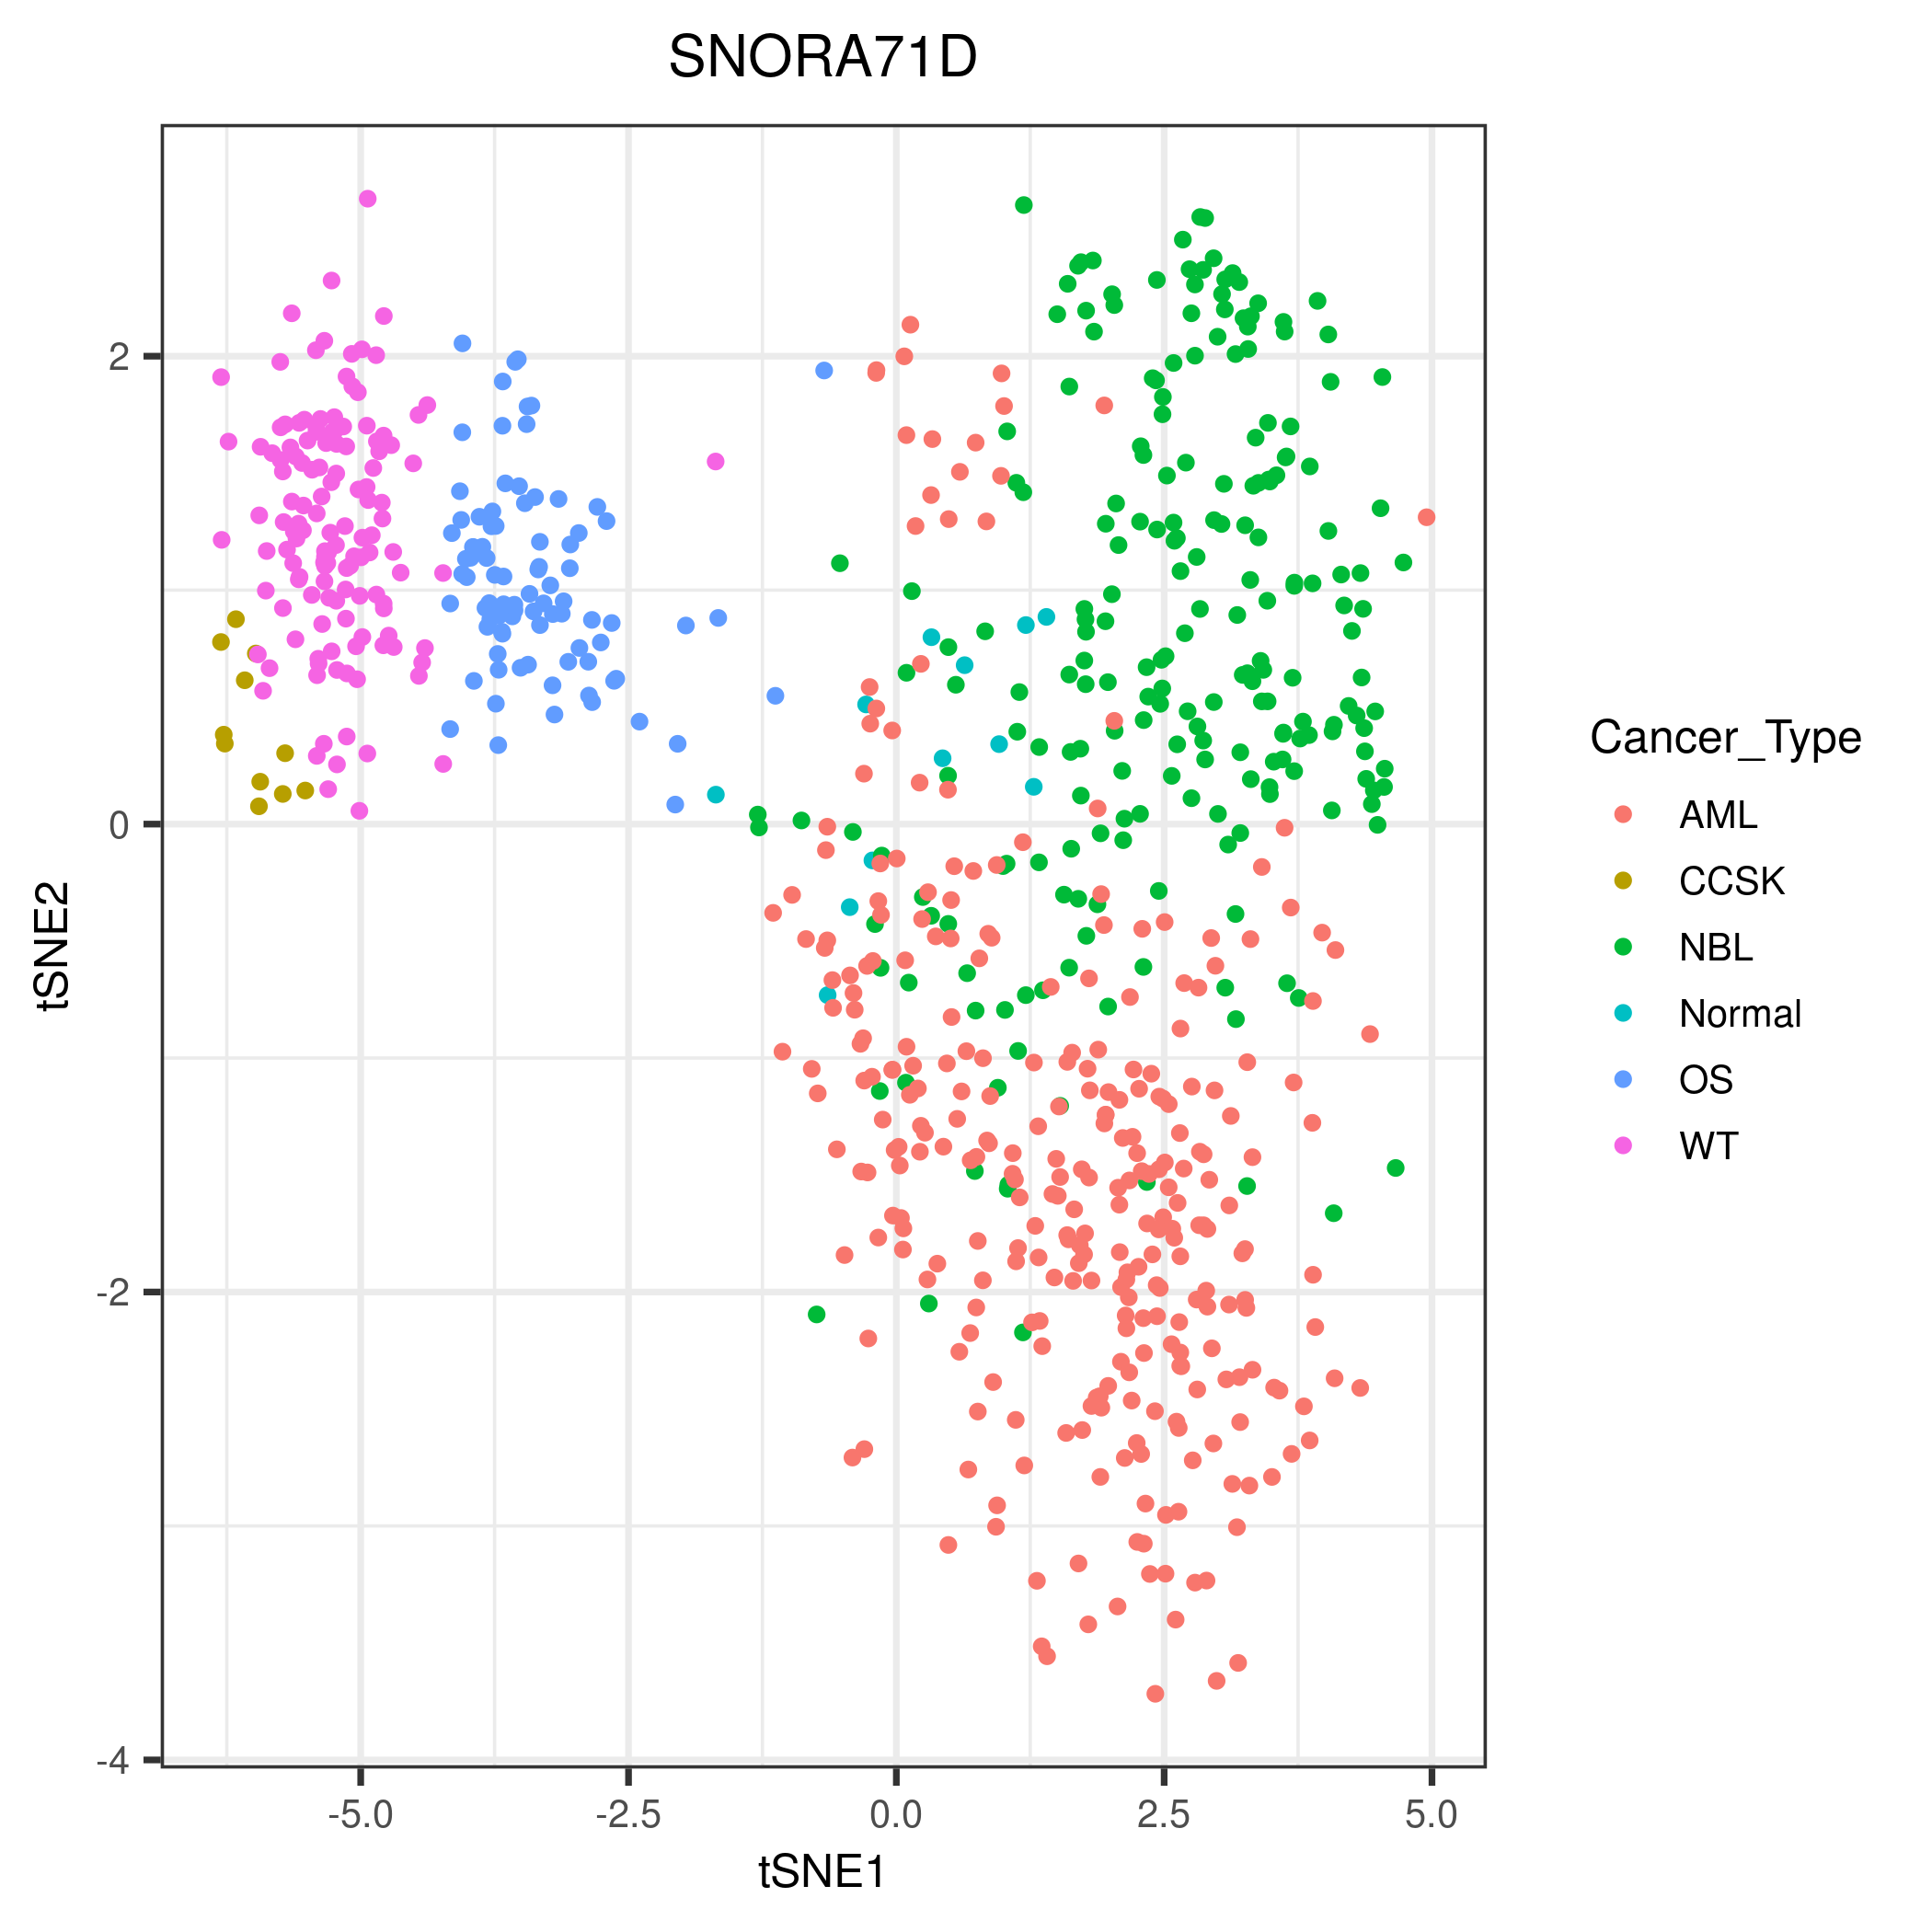 SNORA71D
2
0
-2
-4
tSNE2
-5.0
-2.5
0.0
2.5
5.0
tSNE1
Cancer_Type
AML
CCSK
NBL
Normal
OS
WT